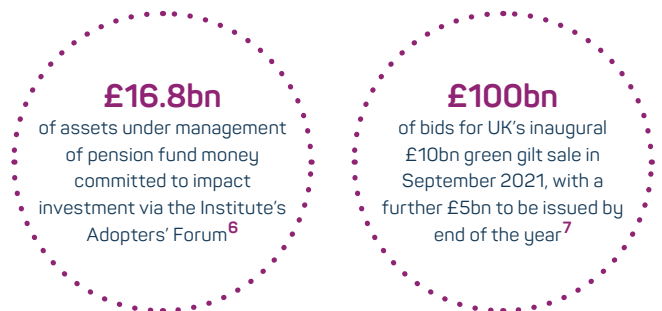 £16.8bn
of assets under management
of pension fund money
committed to impact
investment via the Institute's
Adopters' Forum6
£100bn
of bids for UK's inaugural
£10bn green gilt sale in
September 2021, with a
further £5bn to be issued by
end of the year7